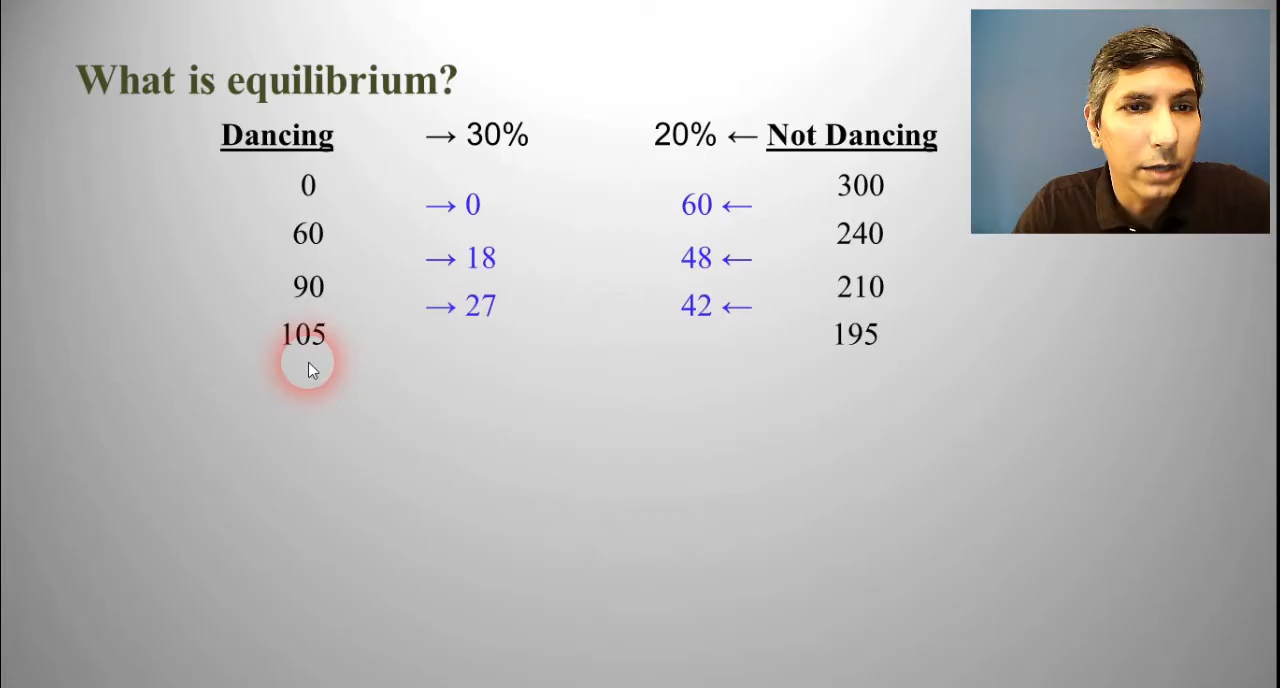 What is equilibrium?
Dancing → 30% 20% ← Not Dancing
0 300
→ 0 60 ←
60 240
→ 18 48 ←
90 210
→ 27 42 ←
105 195